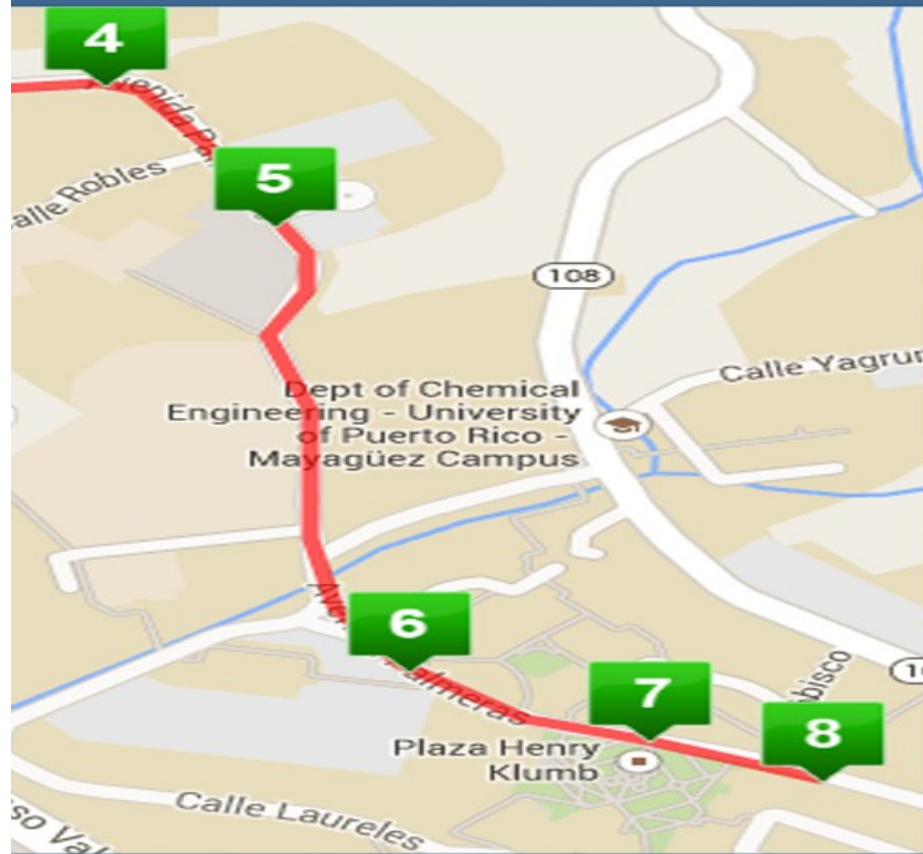 4
5
Calle Robles
108
Calle Yagrum
Dept of Chemical
Engineering - University
of Puerto Rico -
Mayagüez Campus
6
Palmeras
7
8
Plaza Henry
Klumb
Calle Laureles